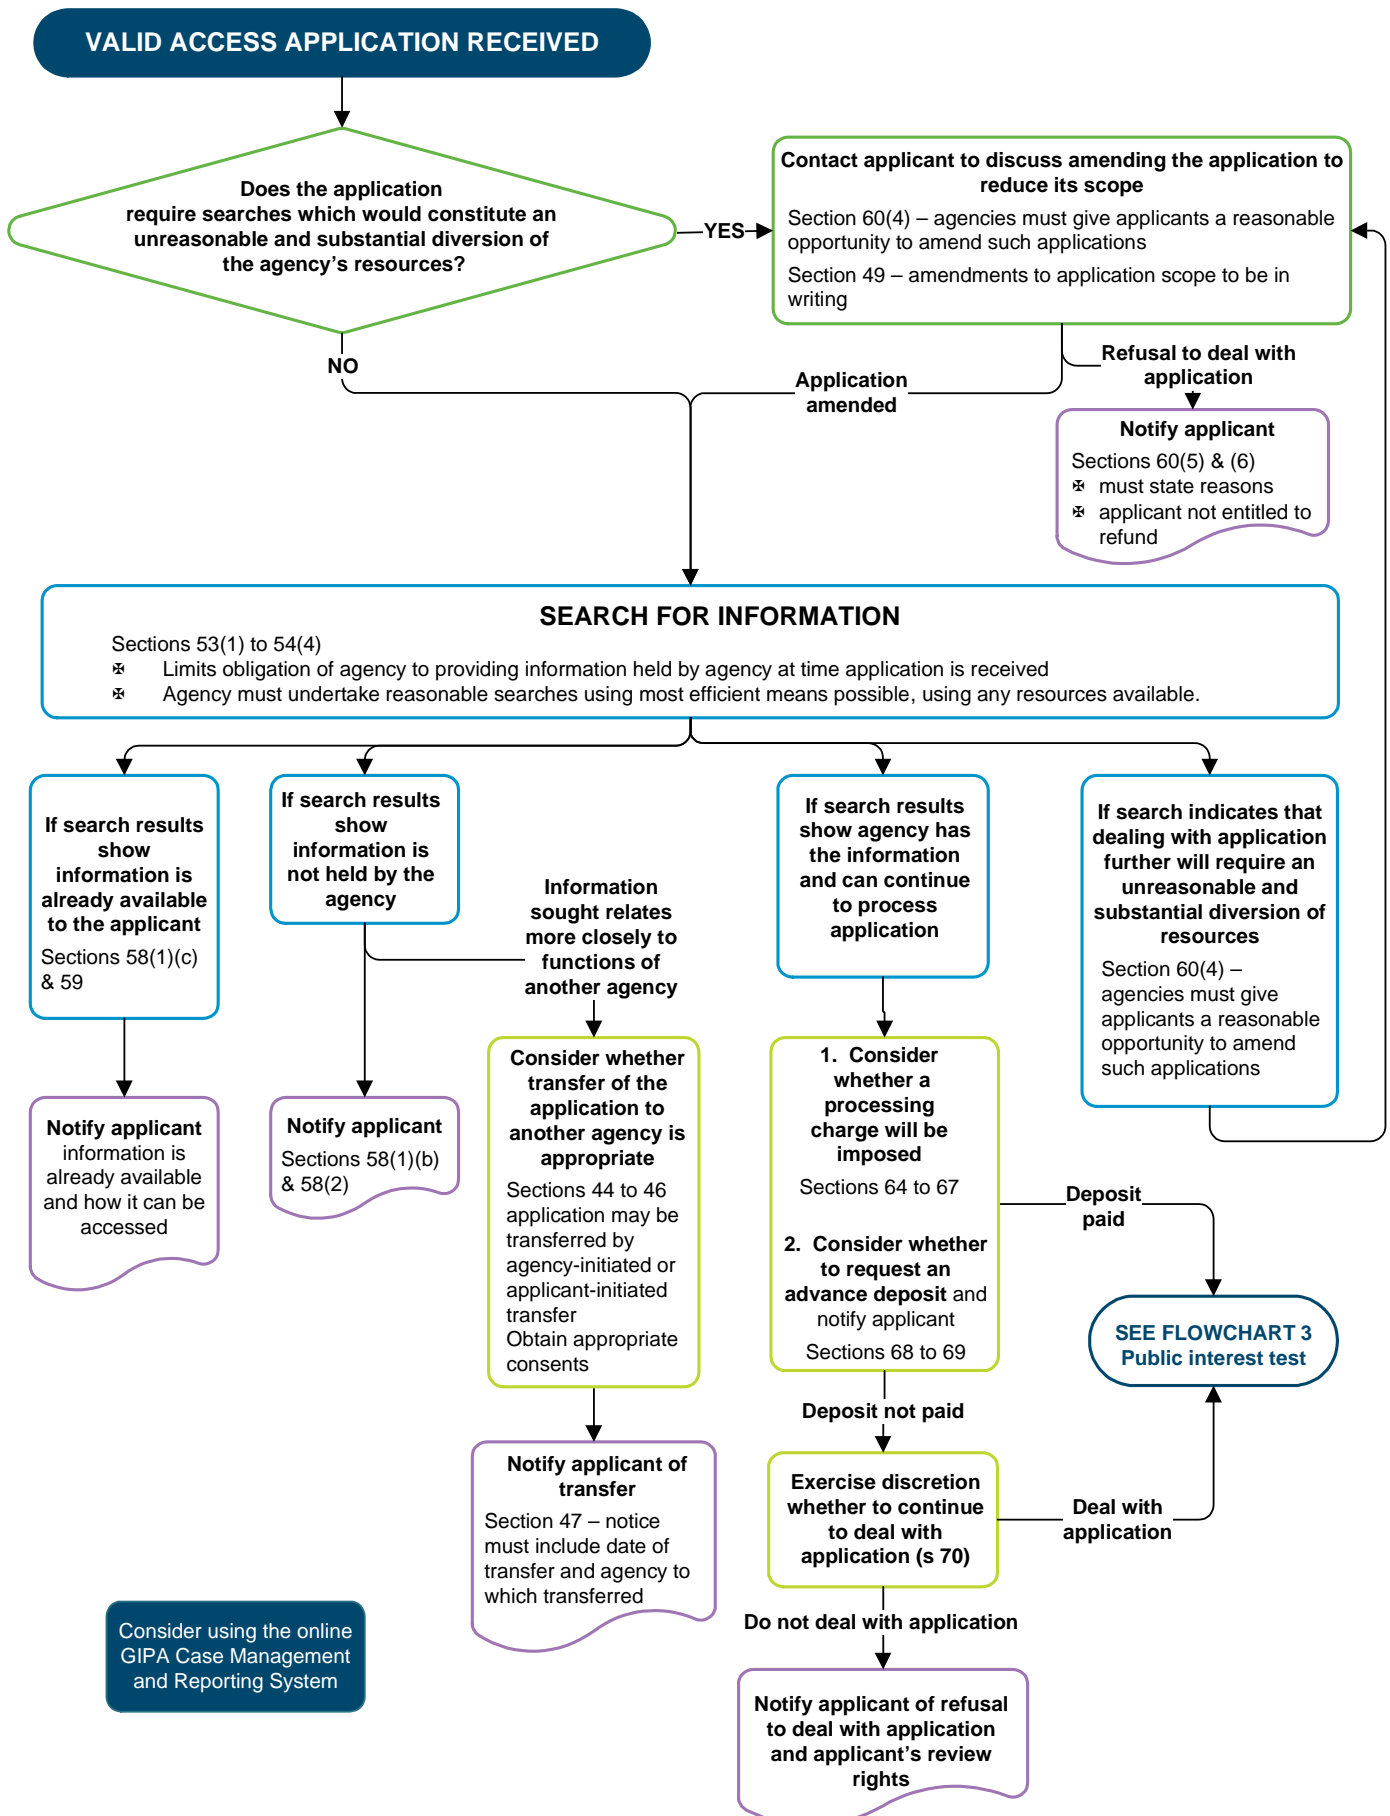 VALID ACCESS APPLICATION RECEIVED
Does the application
require searches which would constitute an
unreasonable and substantial diversion of
the agency’s resources?
YES
Contact applicant to discuss amending the application to
reduce its scope
Section 60(4) – agencies must give applicants a reasonable
opportunity to amend such applications
Section 49 – amendments to application scope to be in
writing
NO
Application
amended
Refusal to deal with
application
Notify applicant
Sections 60(5) & (6)
✠ must state reasons
✠ applicant not entitled to
refund
SEARCH FOR INFORMATION
Sections 53(1) to 54(4)
✠ Limits obligation of agency to providing information held by agency at time application is received
✠ Agency must undertake reasonable searches using most efficient means possible, using any resources available.
If search results
show
information is
already available
to the applicant
Sections 58(1)(c)
& 59
Notify applicant
information is
already available
and how it can be
accessed
If search results
show
information is
not held by the
agency
Notify applicant
Sections 58(1)(b)
& 58(2)
Information
sought relates
more closely to
functions of
another agency
Consider whether
transfer of the
application to
another agency is
appropriate
Sections 44 to 46
application may be
transferred by
agency-initiated or
applicant-initiated
transfer
Obtain appropriate
consents
Notify applicant of
transfer
Section 47 – notice
must include date of
transfer and agency to
which transferred
If search results
show agency has
the information
and can continue
to process
application
1. Consider
whether a
processing
charge will be
imposed
Sections 64 to 67
2. Consider whether
to request an
advance deposit and
notify applicant
Sections 68 to 69
Deposit
paid
Deposit not paid
Exercise discretion
whether to continue
to deal with
application (s 70)
Deal with
application
Do not deal with application
Notify applicant of refusal
to deal with application
and applicant’s review
rights
If search indicates that
dealing with application
further will require an
unreasonable and
substantial diversion of
resources
Section 60(4) –
agencies must give
applicants a reasonable
opportunity to amend
such applications
SEE FLOWCHART 3
Public interest test
Consider using the online
GIPA Case Management
and Reporting System